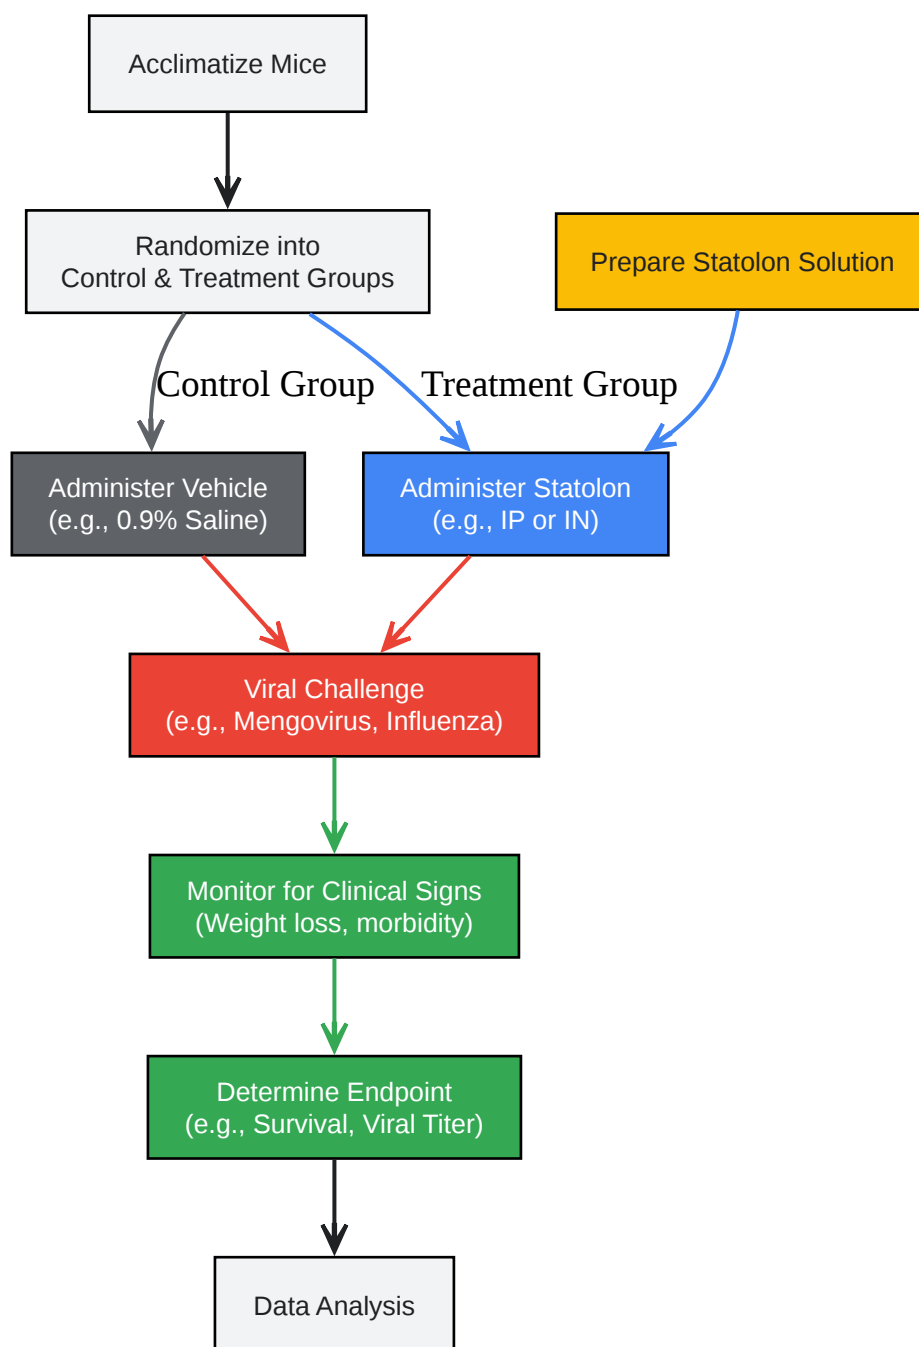 Acclimatize Mice
Randomize into
Control & Treatment Groups
Prepare Statolon Solution
Control Group
Treatment Group
Administer Vehicle
(e.g., 0.9% Saline)
Administer Statolon
(e.g., IP or IN)
Viral Challenge
(e.g., Mengovirus, Influenza)
Monitor for Clinical Signs
(Weight loss, morbidity)
Determine Endpoint
(e.g., Survival, Viral Titer)
Data Analysis